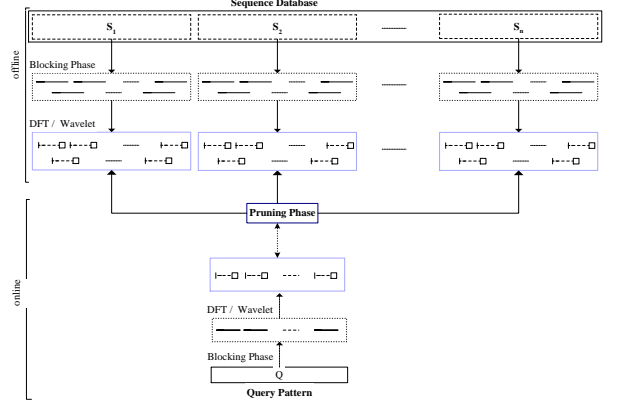 Sequence Database
S1 S2 Sn
offline
Blocking Phase
DFT / Wavelet
Pruning Phase
online
DFT / Wavelet
Blocking Phase
Q
Query Pattern